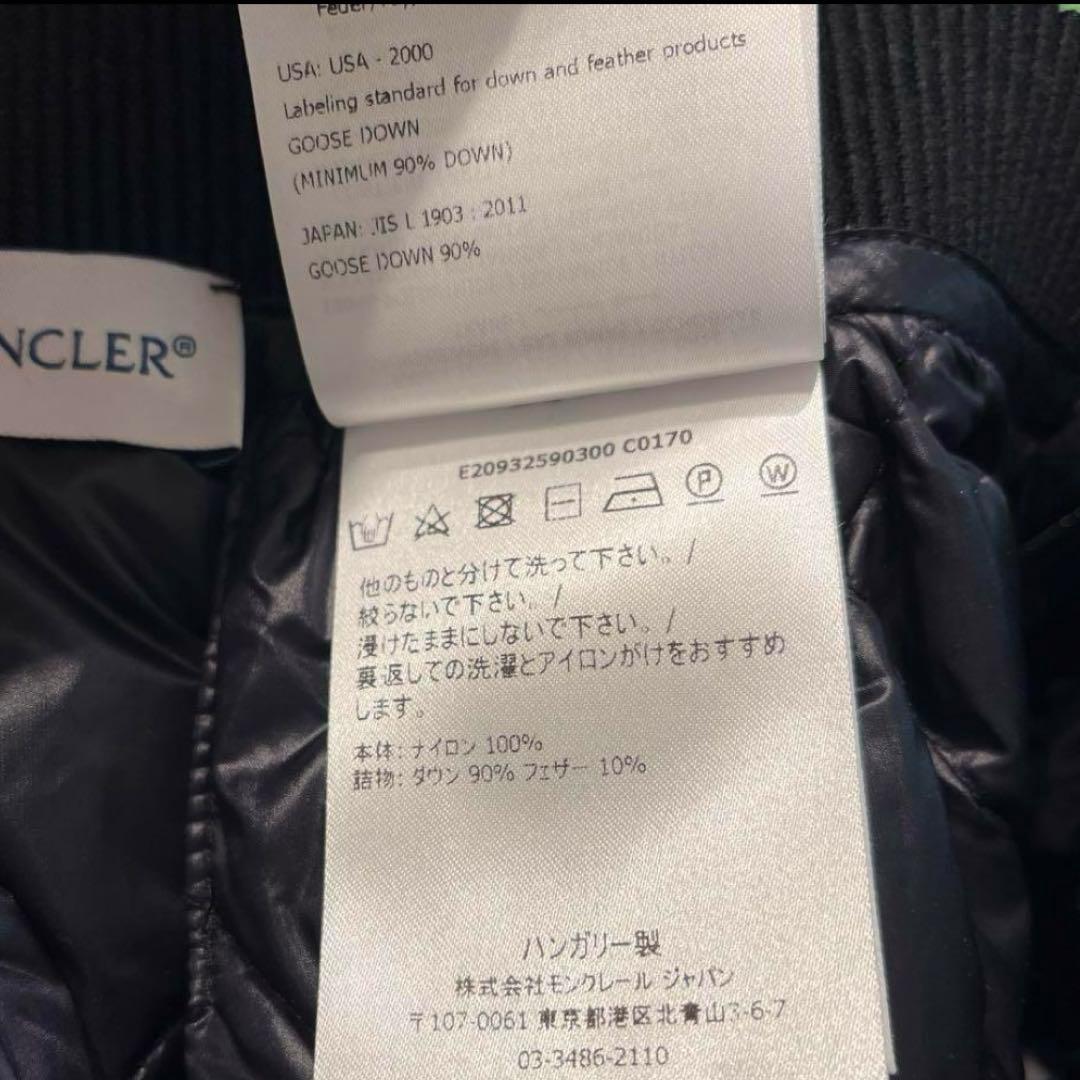 USA: USA - 2000
Labeling standard for down and feather products
GOOSE DOWN
(MINIMUM 90% DOWN)
JAPAN: JIS L 1903 : 2011
GOOSE DOWN 90%
NCLER®
E20932590300 C0170
P W
他のものと分けて洗って下さい。/
絞らないで下さい。/
浸けたままにしないで下さい。/
裏返しての洗濯とアイロンがけをおすすめ
します。
本体: ナイロン 100%
詰物: ダウン 90% フェザー 10%
ハンガリー製
株式会社モンクレール ジャパン
〒107-0061 東京都港区北青山3-6-7
03-3486-2110